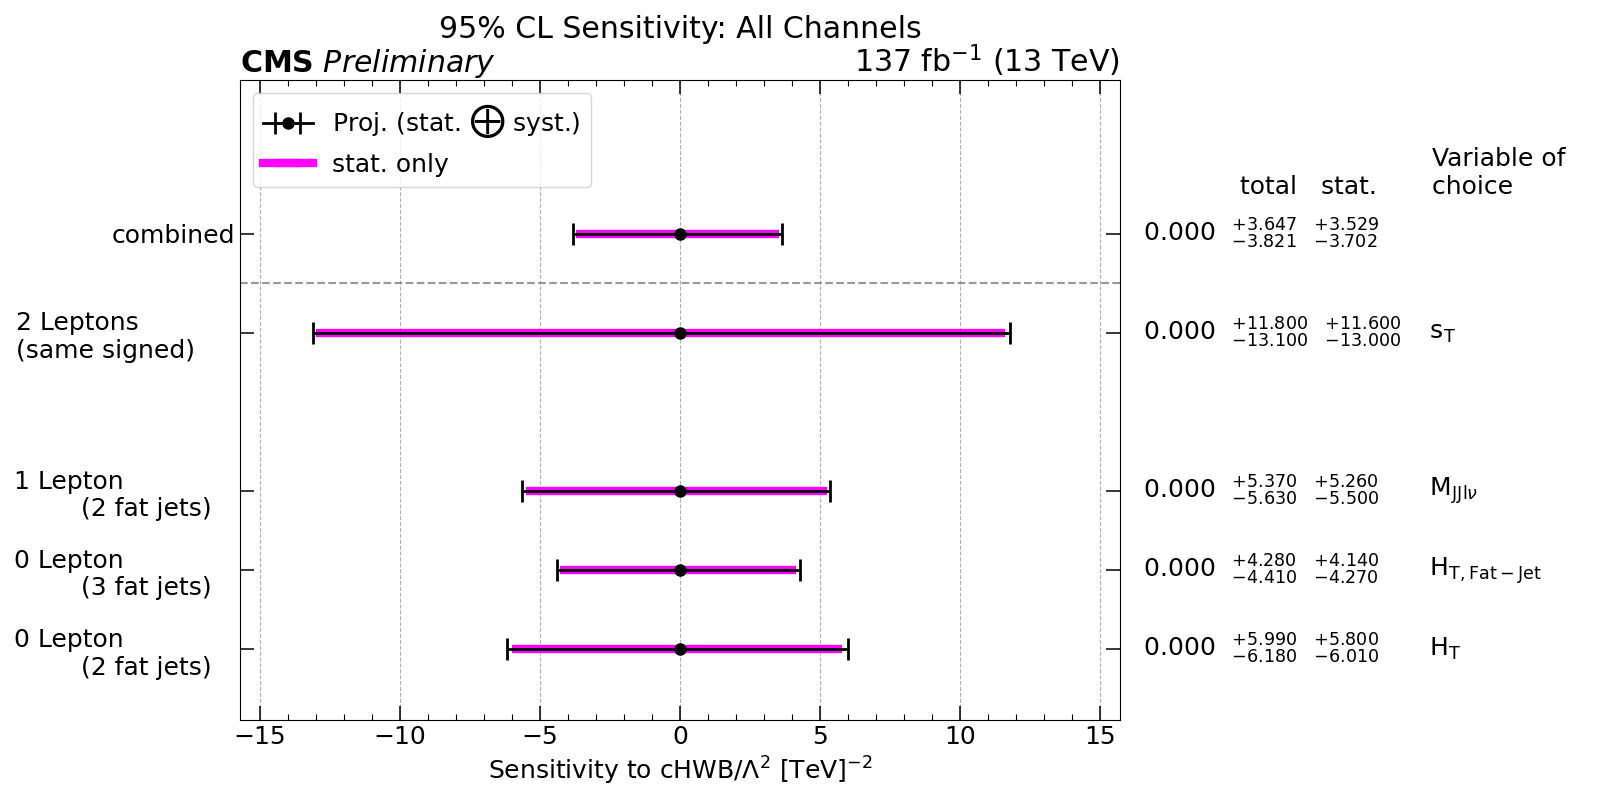 95% CL Sensitivity: All Channels
CMS Preliminary
137 fb⁻¹ (13 TeV)
Proj. (stat. ⊕ syst.)
stat. only
Variable of
choice
total stat.
combined
0.000 +3.647 +3.529
−3.821 −3.702
2 Leptons
(same signed)
0.000 +11.800 +11.600
−13.100 −13.000
s_T
1 Lepton
(2 fat jets)
0.000 +5.370 +5.260
−5.630 −5.500
M_JJlν
0 Lepton
(3 fat jets)
0.000 +4.280 +4.140
−4.410 −4.270
H_T, Fat−Jet
0 Lepton
(2 fat jets)
0.000 +5.990 +5.800
−6.180 −6.010
H_T
−15 −10 −5 0 5 10 15
Sensitivity to cHWB/Λ² [TeV]⁻²